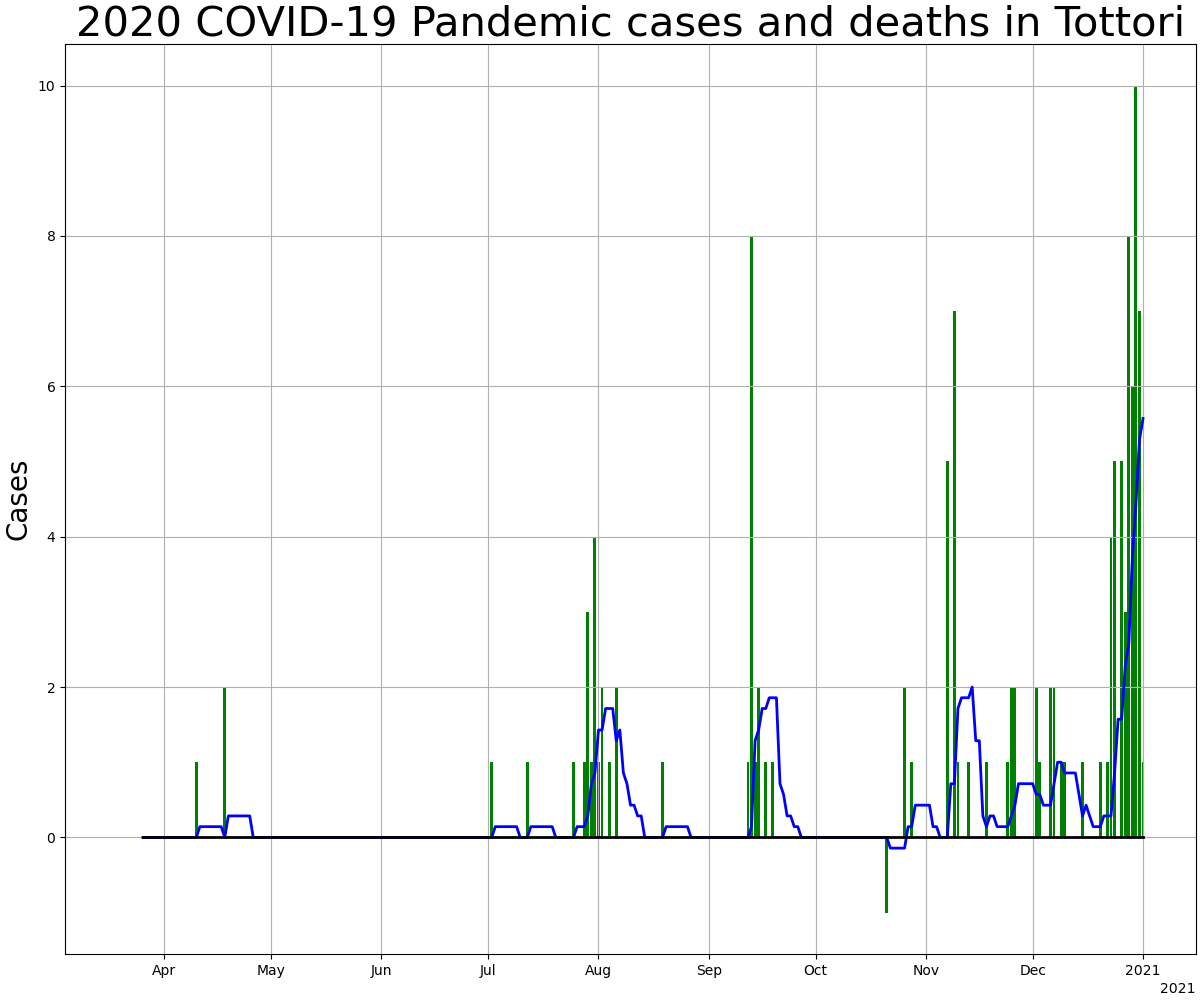 2020 COVID-19 Pandemic cases and deaths in Tottori
Cases
10
8
6
4
2
0
Apr May Jun Jul Aug Sep Oct Nov Dec 2021
2021